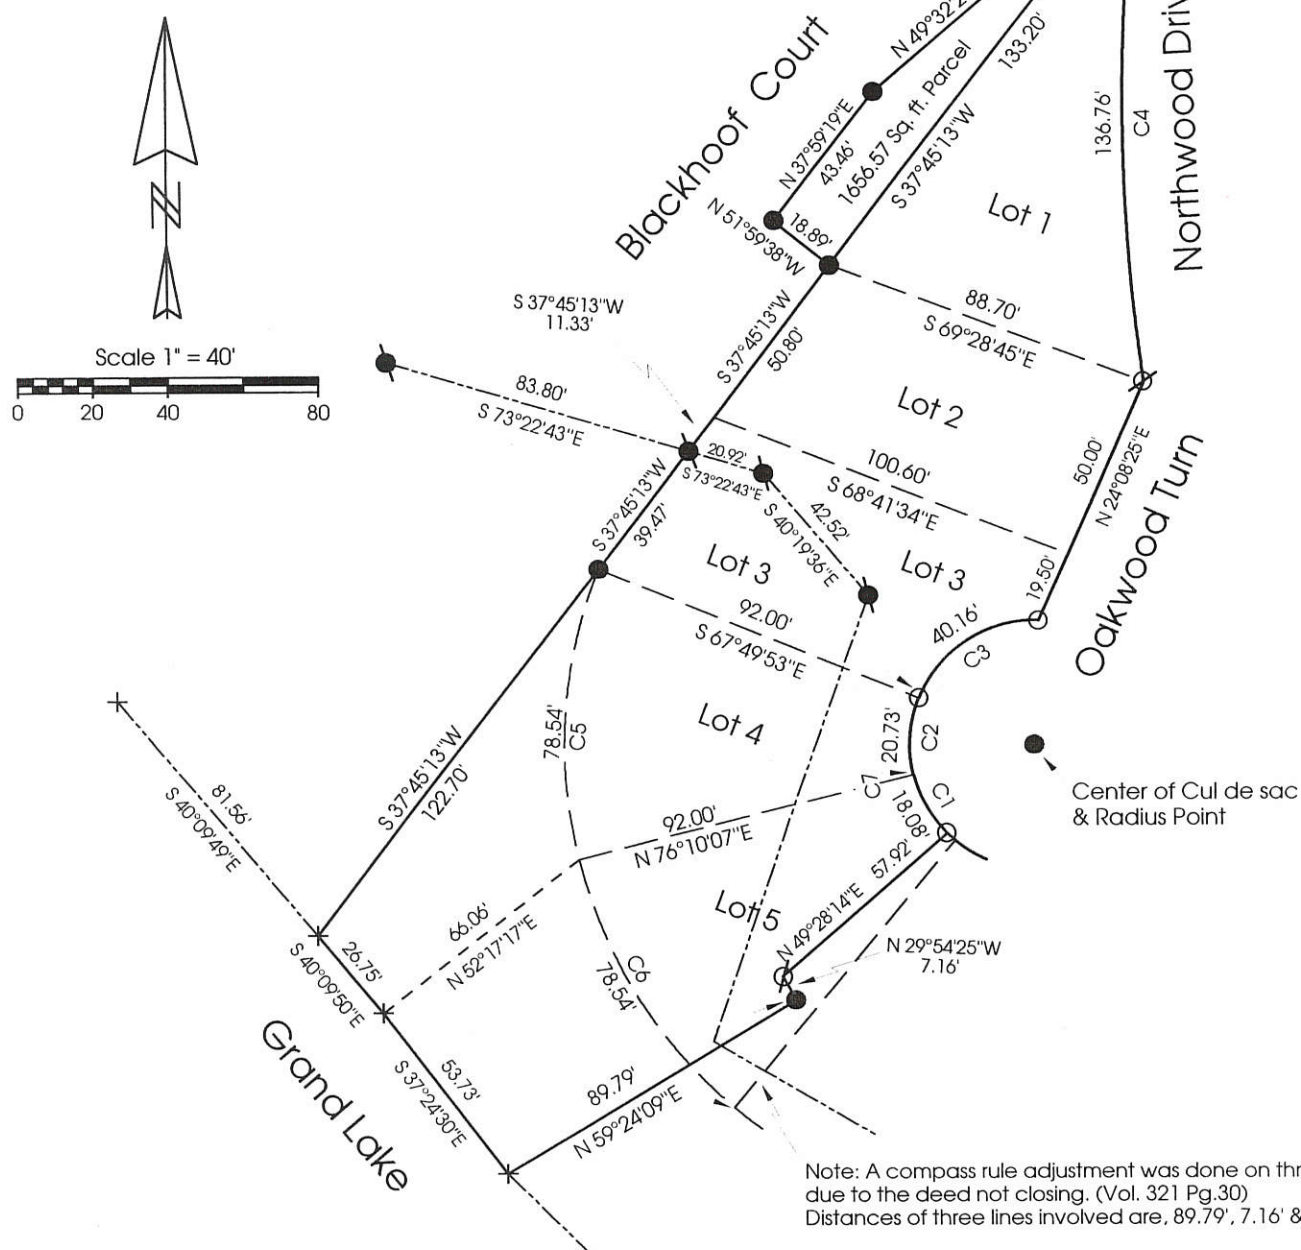 N 49°32'2
133.20'
Northwood Driv
Blackhoof Court
N 37°59'19"E
43.46'
1656.57 Sq. ft. Parcel
S 37°45'13"W
136.76'
C4
N
Lot 1
18.89'
N 51°59'38"W
Scale 1" = 40'
0 20 40 80
S 37°45'13"W
11.33'
S 37°45'13"W
50.80'
88.70'
S 69°28'45"E
83.80'
S 73°22'43"E
Lot 2
20.92'
S 73°22'43"E
100.60'
S 68°41'34"E
50.00'
N 24°08'25"E
Oakwood Turn
S 37°45'13"W
39.47'
42.52'
S 40°19'36"E
Lot 3
Lot 3
19.50'
92.00'
S 67°49'53"E
40.16'
C3
78.54'
C5
Lot 4
20.73'
C2
Center of Cul de sac
& Radius Point
S 37°45'13"W
122.70'
81.56'
S 40°09'49"E
C7
C1
18.08'
92.00'
N 76°10'07"E
57.92'
N 49°28'14"E
Lot 5
66.06'
N 52°17'17"E
26.75'
S 40°09'50"E
C6
78.54'
N 29°54'25"W
7.16'
Grand Lake
53.73'
S 37°24'30"E
89.79'
N 59°24'09"E
Note: A compass rule adjustment was done on thr
due to the deed not closing. (Vol. 321 Pg.30)
Distances of three lines involved are, 89.79', 7.16' &